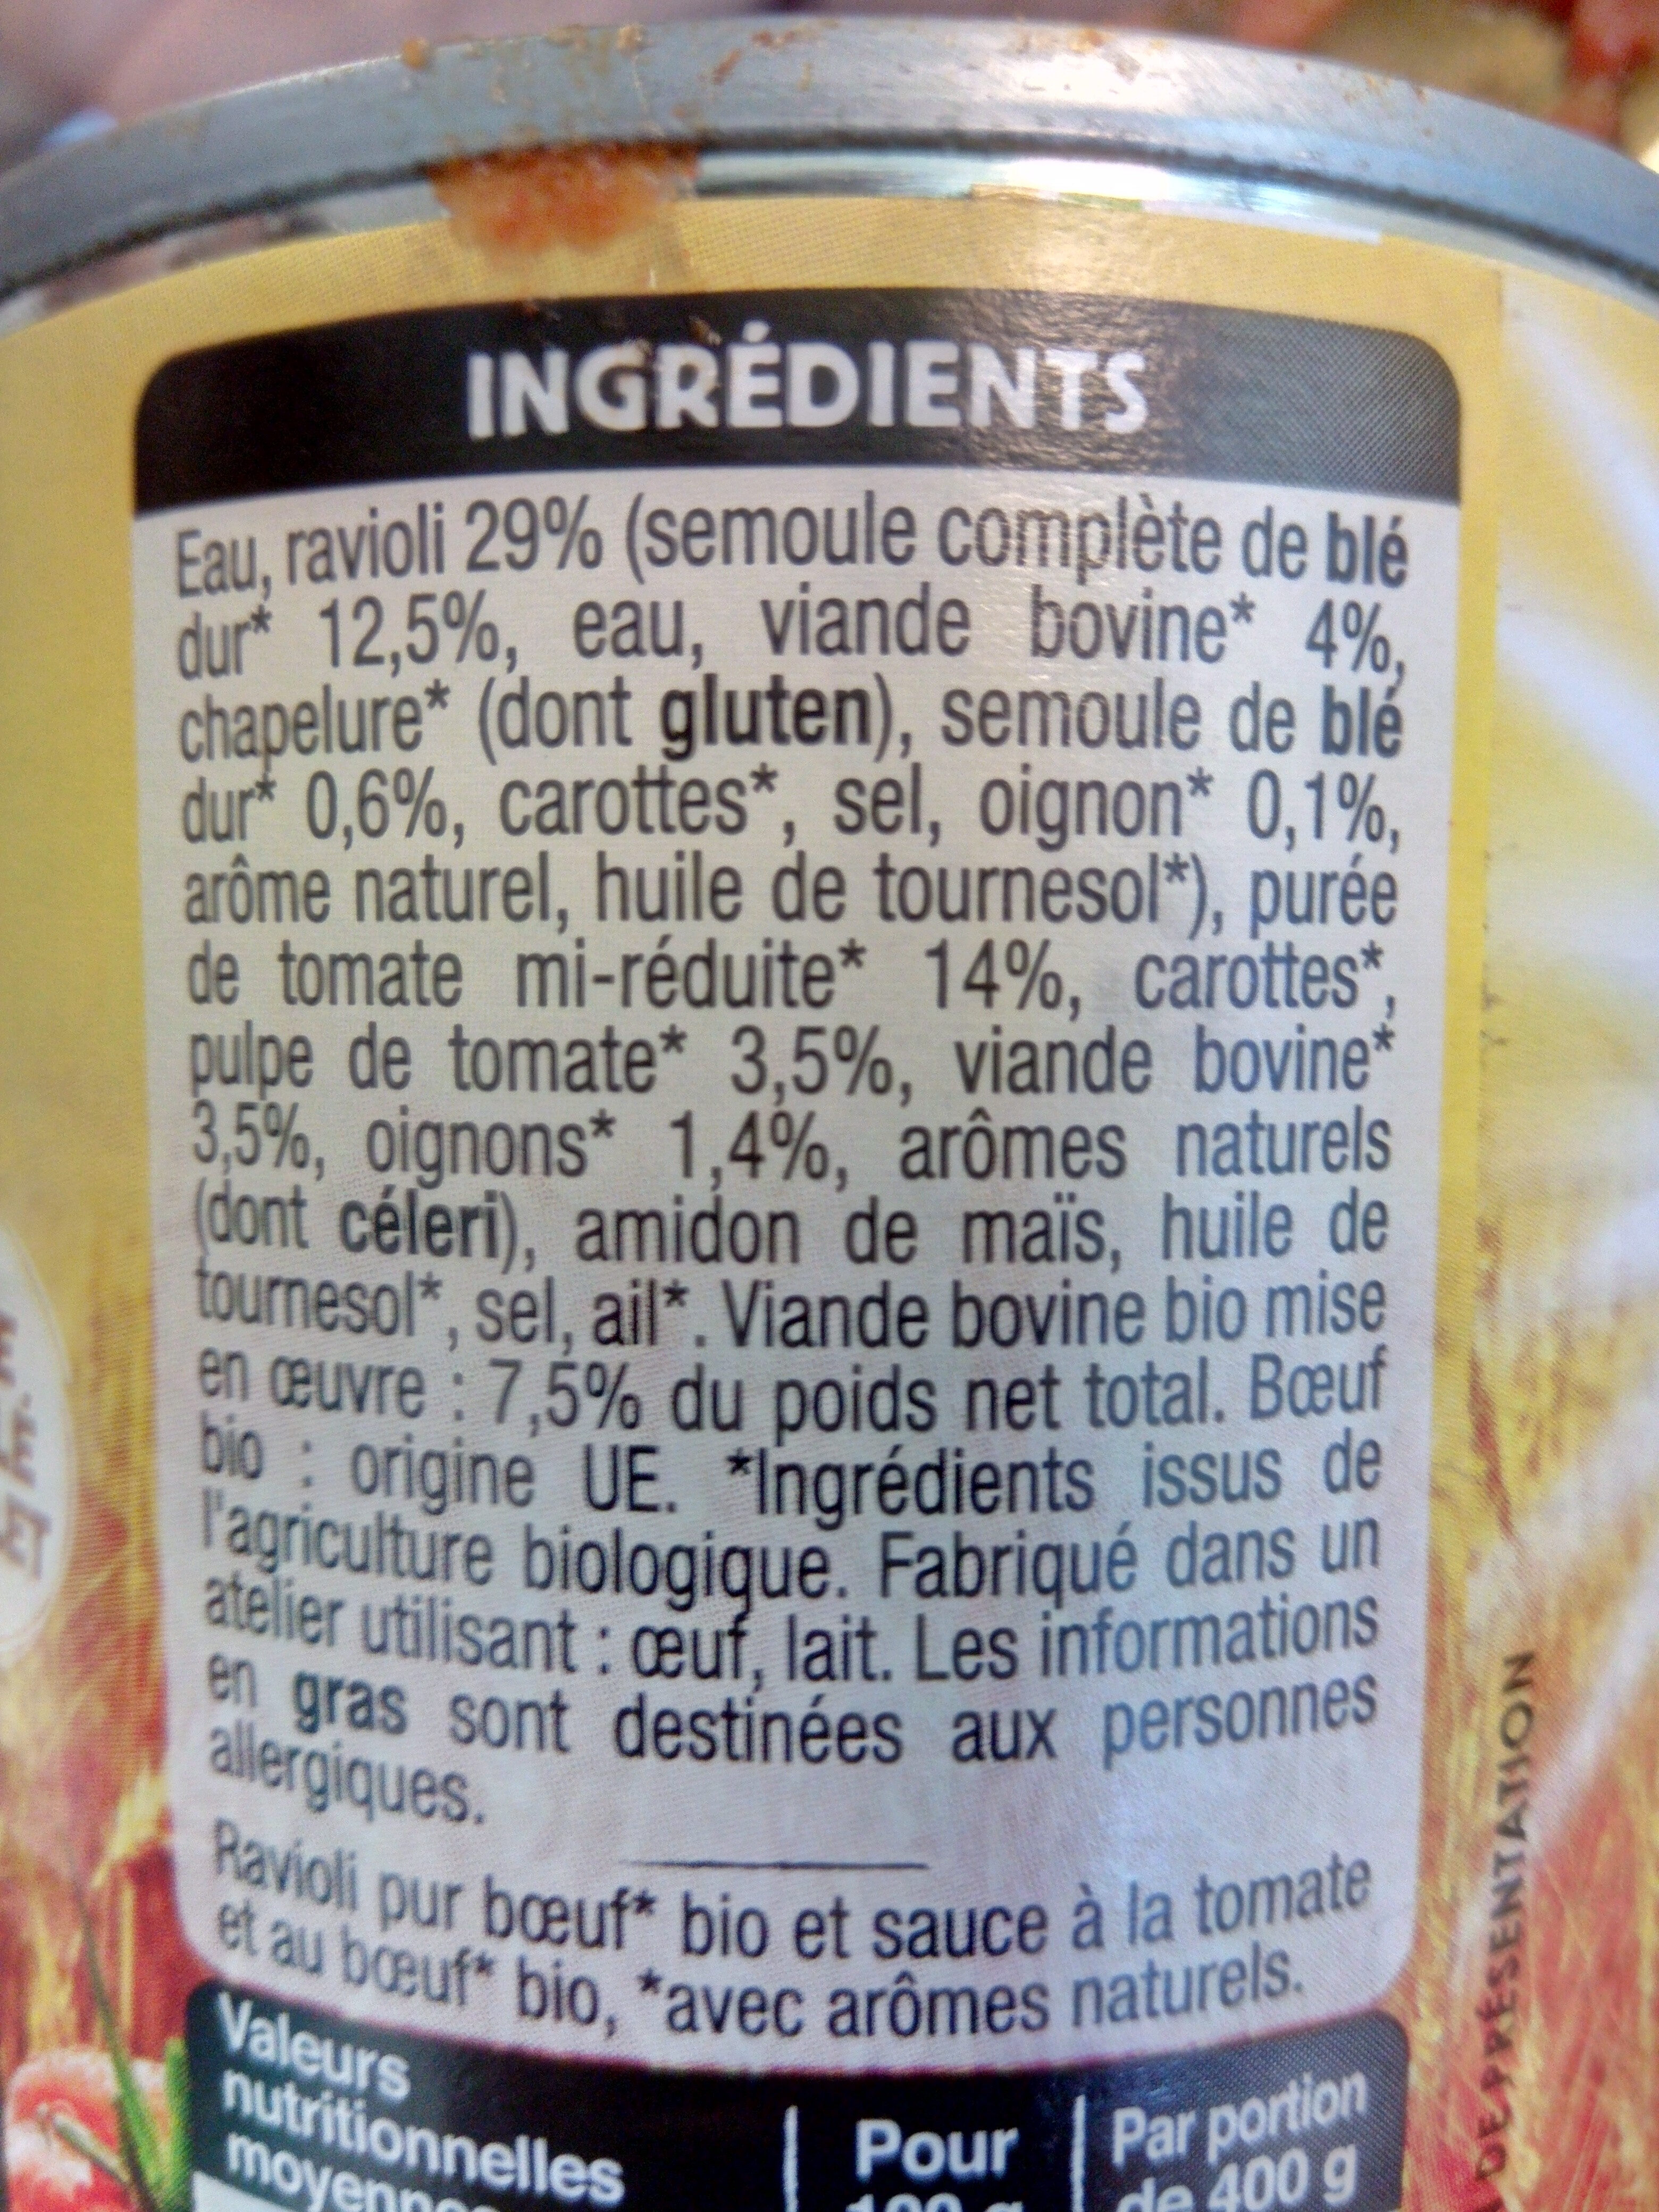 INGRÉDIENTS
Eau, ravioli 29% (semoule complète de blé
dur* 12,5%, eau, viande bovine* 4%,
chapelure* (dont gluten), semoule de blé
dur* 0,6%, carottes*, sel, oignon* 0,1%,
arôme naturel, huile de tournesol*), purée
de tomate mi-réduite* 14%, carottes*,
pulpe de tomate* 3,5%, viande bovine*
3,5%, oignons* 1,4%, arômes naturels
(dont céleri), amidon de maïs, huile de
tournesol*, sel, ail*. Viande bovine bio mise
en œuvre : 7,5% du poids net total. Bœuf
bio : origine UE. *Ingrédients issus de
l'agriculture biologique. Fabriqué dans un
atelier utilisant : œuf, lait. Les informations
en gras sont destinées aux personnes
allergiques.
Ravioli pur bœuf* bio et sauce à la tomate
et au bœuf* bio, *avec arômes naturels.
Valeurs
nutritionnelles
Pour
Par portion
de 400 g
DE PRÉSENTATION